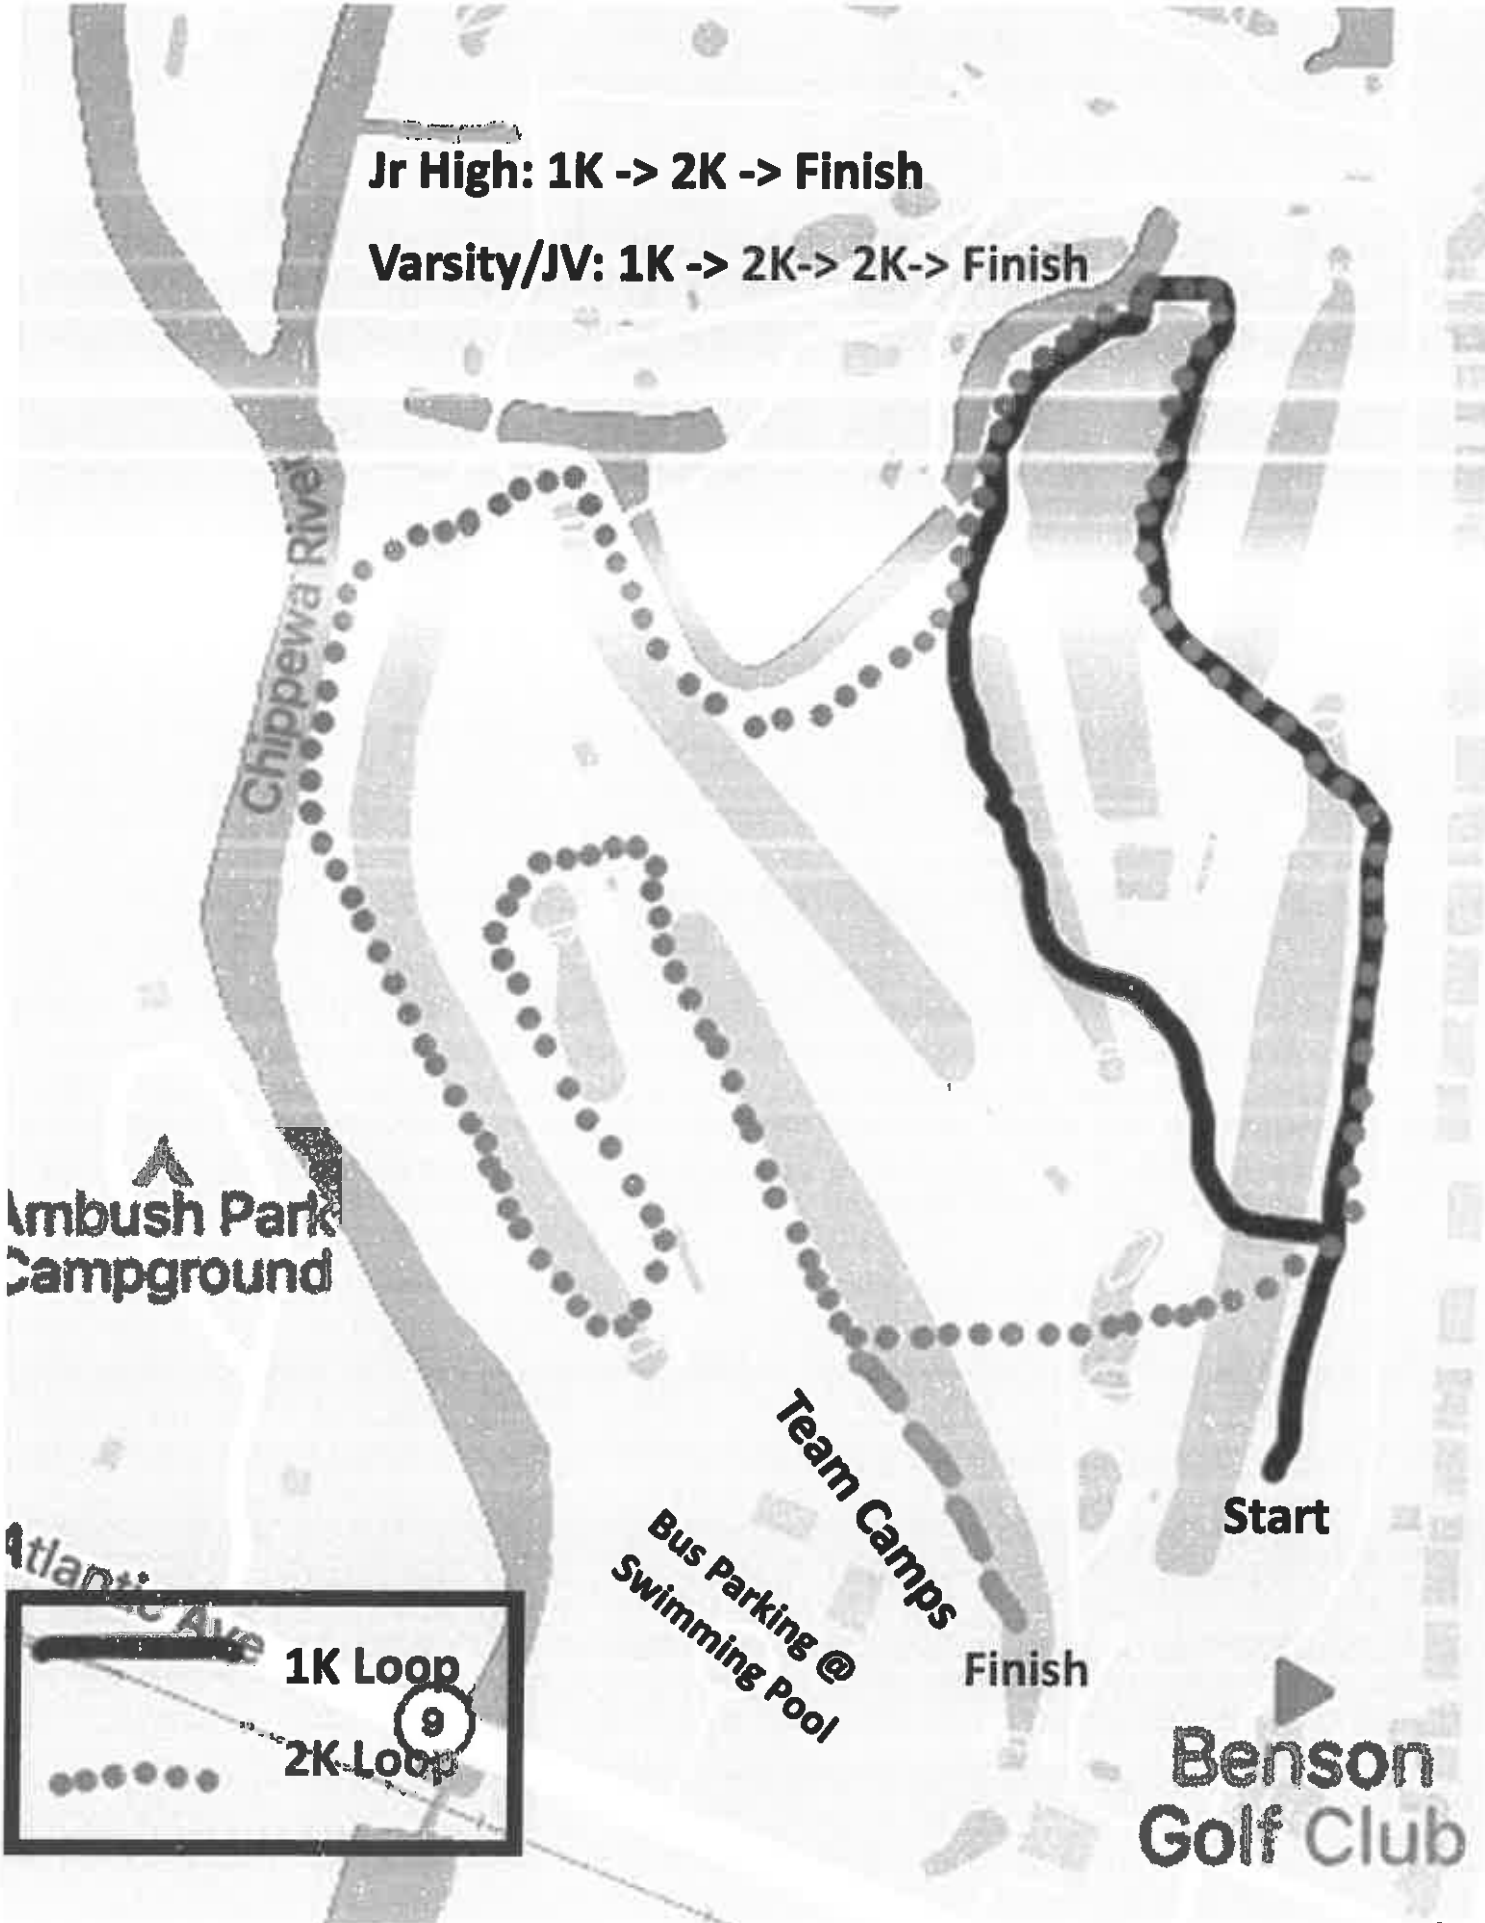 Jr High: 1K -> 2K -> Finish
Varsity/JV: 1K -> 2K-> 2K-> Finish
Chippewa River
Ambush Park
Campground
Team Camps
Bus Parking @
Swimming Pool
Start
Finish
Atlantic Ave
1K Loop
9
2K Loop
Benson
Golf Club